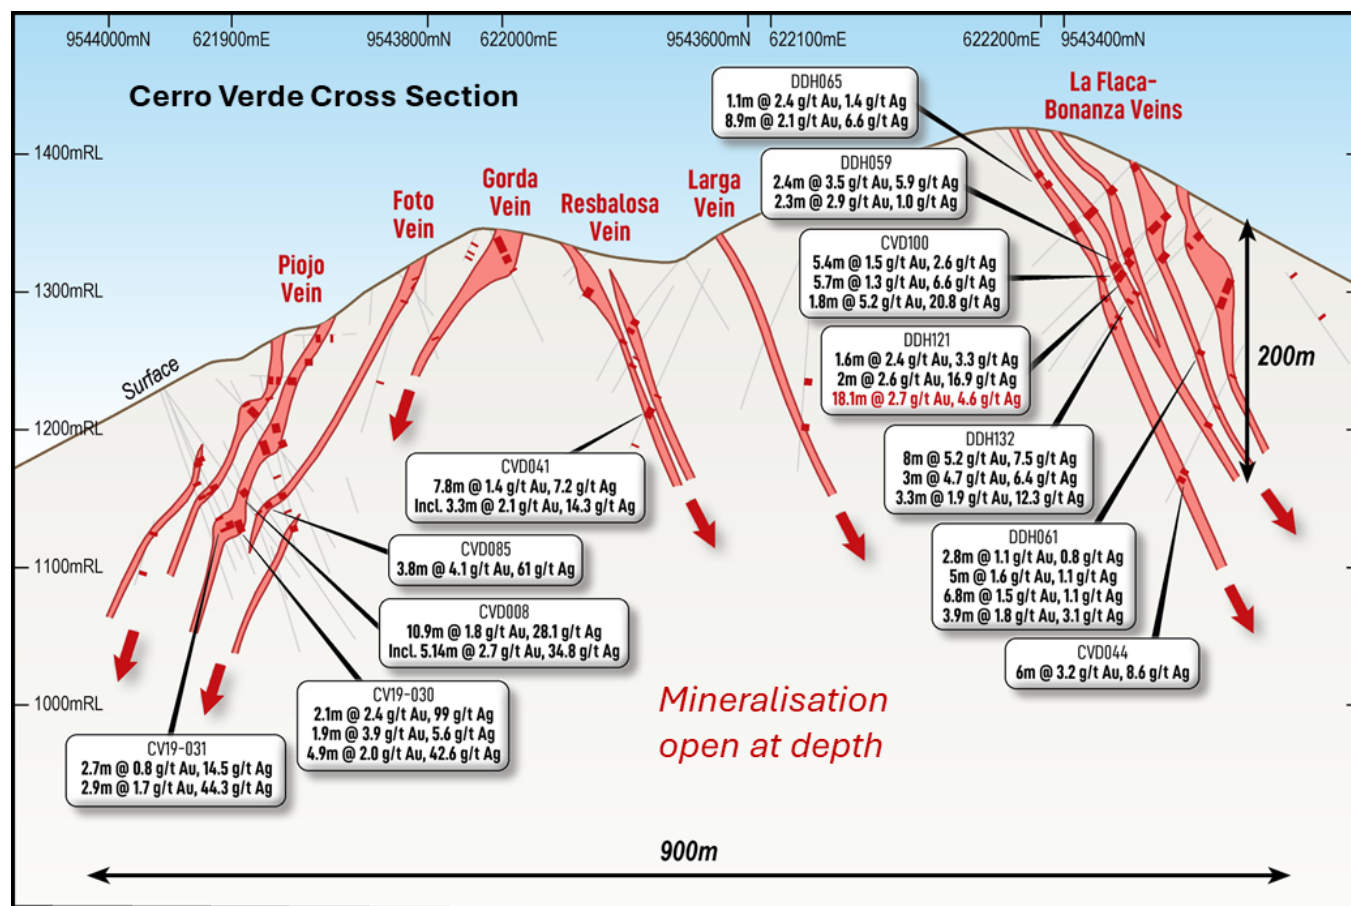 9544000mN
621900mE
9543800mN
622000mE
9543600mN
622100mE
622200mE
9543400mN
Cerro Verde Cross Section
1400mRL
1300mRL
1200mRL
1100mRL
1000mRL
Surface
Piojo
Vein
Foto
Vein
Gorda
Vein
Resbalosa
Vein
Larga
Vein
La Flaca-
Bonanza Veins
DDH065
1.1m @ 2.4 g/t Au, 1.4 g/t Ag
8.9m @ 2.1 g/t Au, 6.6 g/t Ag
DDH059
2.4m @ 3.5 g/t Au, 5.9 g/t Ag
2.3m @ 2.9 g/t Au, 1.0 g/t Ag
CVD100
5.4m @ 1.5 g/t Au, 2.6 g/t Ag
5.7m @ 1.3 g/t Au, 6.6 g/t Ag
1.8m @ 5.2 g/t Au, 20.8 g/t Ag
DDH121
1.6m @ 2.4 g/t Au, 3.3 g/t Ag
2m @ 2.6 g/t Au, 16.9 g/t Ag
18.1m @ 2.7 g/t Au, 4.6 g/t Ag
200m
DDH132
8m @ 5.2 g/t Au, 7.5 g/t Ag
3m @ 4.7 g/t Au, 6.4 g/t Ag
3.3m @ 1.9 g/t Au, 12.3 g/t Ag
CVD041
7.8m @ 1.4 g/t Au, 7.2 g/t Ag
Incl. 3.3m @ 2.1 g/t Au, 14.3 g/t Ag
CVD085
3.8m @ 4.1 g/t Au, 61 g/t Ag
DDH061
2.8m @ 1.1 g/t Au, 0.8 g/t Ag
5m @ 1.6 g/t Au, 1.1 g/t Ag
6.8m @ 1.5 g/t Au, 1.1 g/t Ag
3.9m @ 1.8 g/t Au, 3.1 g/t Ag
CVD008
10.9m @ 1.8 g/t Au, 28.1 g/t Ag
Incl. 5.14m @ 2.7 g/t Au, 34.8 g/t Ag
CVD044
6m @ 3.2 g/t Au, 8.6 g/t Ag
CV19-030
2.1m @ 2.4 g/t Au, 99 g/t Ag
1.9m @ 3.9 g/t Au, 5.6 g/t Ag
4.9m @ 2.0 g/t Au, 42.6 g/t Ag
Mineralisation
open at depth
CV19-031
2.7m @ 0.8 g/t Au, 14.5 g/t Ag
2.9m @ 1.7 g/t Au, 44.3 g/t Ag
900m